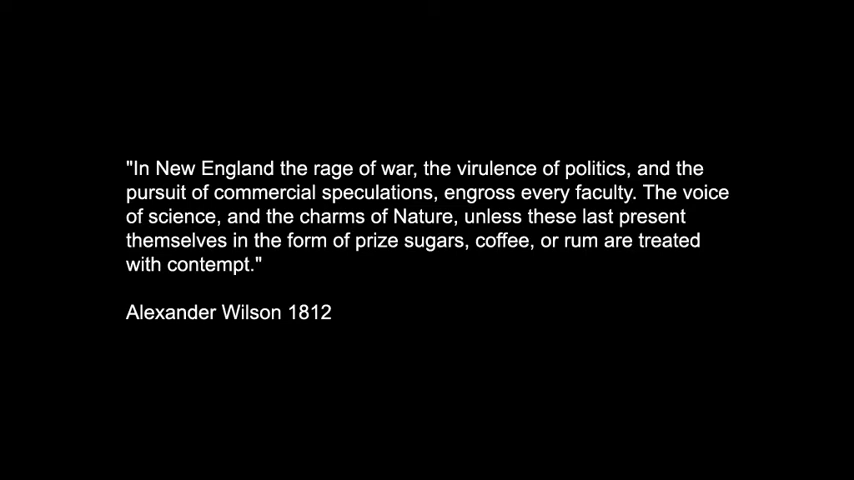 "In New England the rage of war, the virulence of politics, and the
pursuit of commercial speculations, engross every faculty. The voice
of science, and the charms of Nature, unless these last present
themselves in the form of prize sugars, coffee, or rum are treated
with contempt."
Alexander Wilson 1812